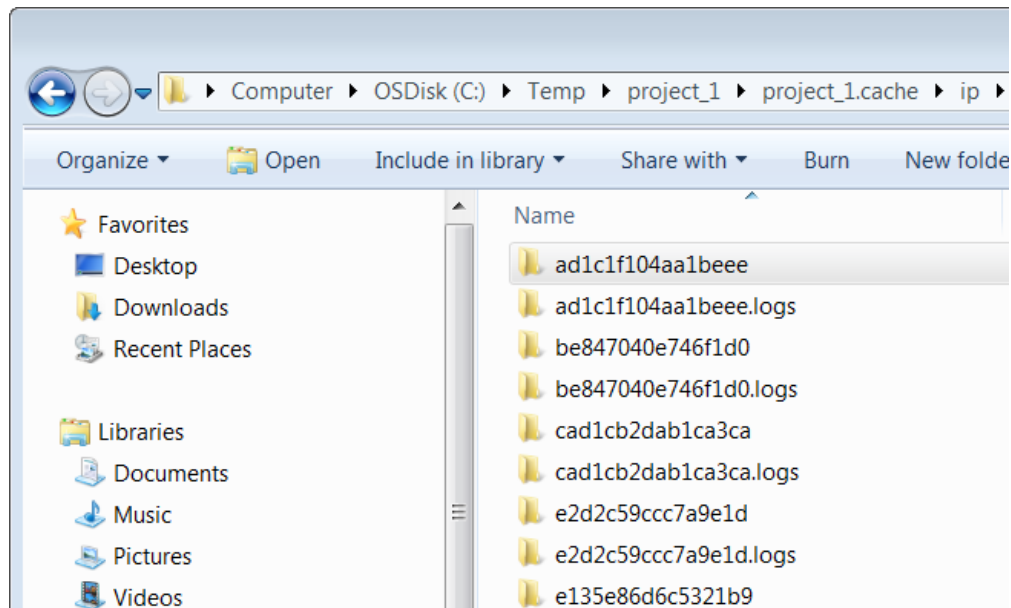 Computer OSDisk (C:) Temp project_1 project_1.cache ip
Organize Open Include in library Share with Burn New folde
Favorites
Desktop
Downloads
Recent Places
Libraries
Documents
Music
Pictures
Videos
Name
ad1c1f104aa1beee
ad1c1f104aa1beee.logs
be847040e746f1d0
be847040e746f1d0.logs
cad1cb2dab1ca3ca
cad1cb2dab1ca3ca.logs
e2d2c59ccc7a9e1d
e2d2c59ccc7a9e1d.logs
e135e86d6c5321b9